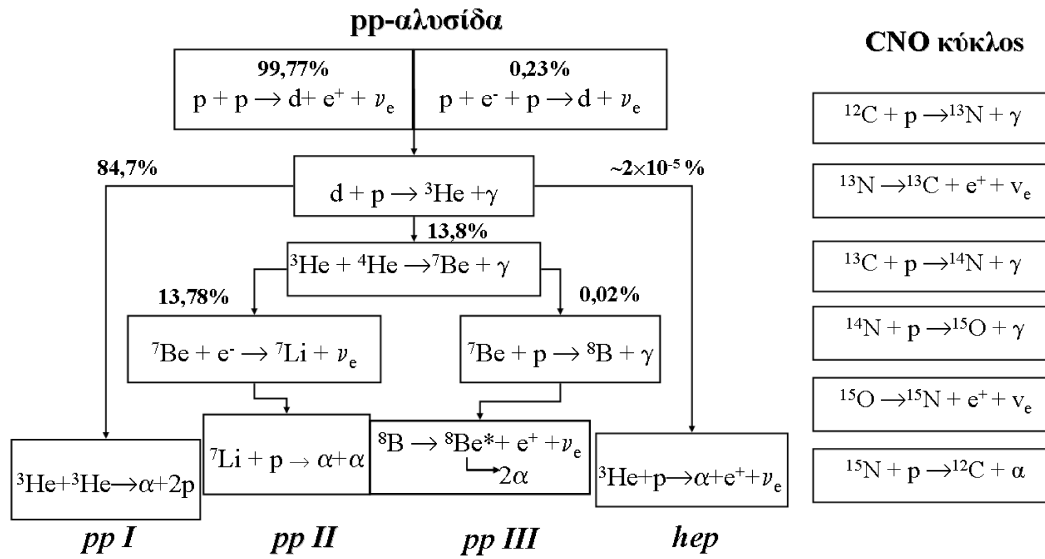 pp-αλυσίδα
99,77%
p + p → d+ e⁺ + νₑ
0,23%
p + e⁻ + p → d + νₑ
84,7%
d + p → ³He +γ
~2×10⁻⁵ %
13,8%
³He + ⁴He →⁷Be + γ
13,78%
0,02%
⁷Be + e⁻ → ⁷Li + νₑ
⁷Be + p → ⁸B + γ
³He+³He→α+2p
⁷Li + p → α+α
⁸B → ⁸Be*+ e⁺ +νₑ
2α
³He+p→α+e⁺+νₑ
pp I
pp II
pp III
hep
CNO κύκλος
¹²C + p →¹³N + γ
¹³N →¹³C + e⁺ + vₑ
¹³C + p →¹⁴N + γ
¹⁴N + p →¹⁵O + γ
¹⁵O →¹⁵N + e⁺ + vₑ
¹⁵N + p →¹²C + α